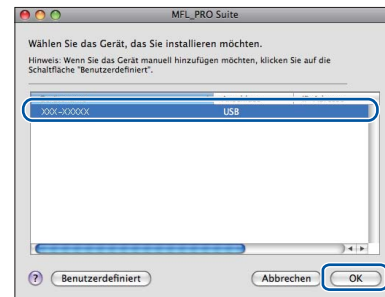 MFL_PRO Suite
Wählen Sie das Gerät, das Sie installieren möchten.
Hinweis: Wenn Sie das Gerät manuell hinzufügen möchten, klicken Sie auf die
Schaltfläche "Benutzerdefiniert".
XXX-XXXXX USB
? Benutzerdefiniert Abbrechen OK